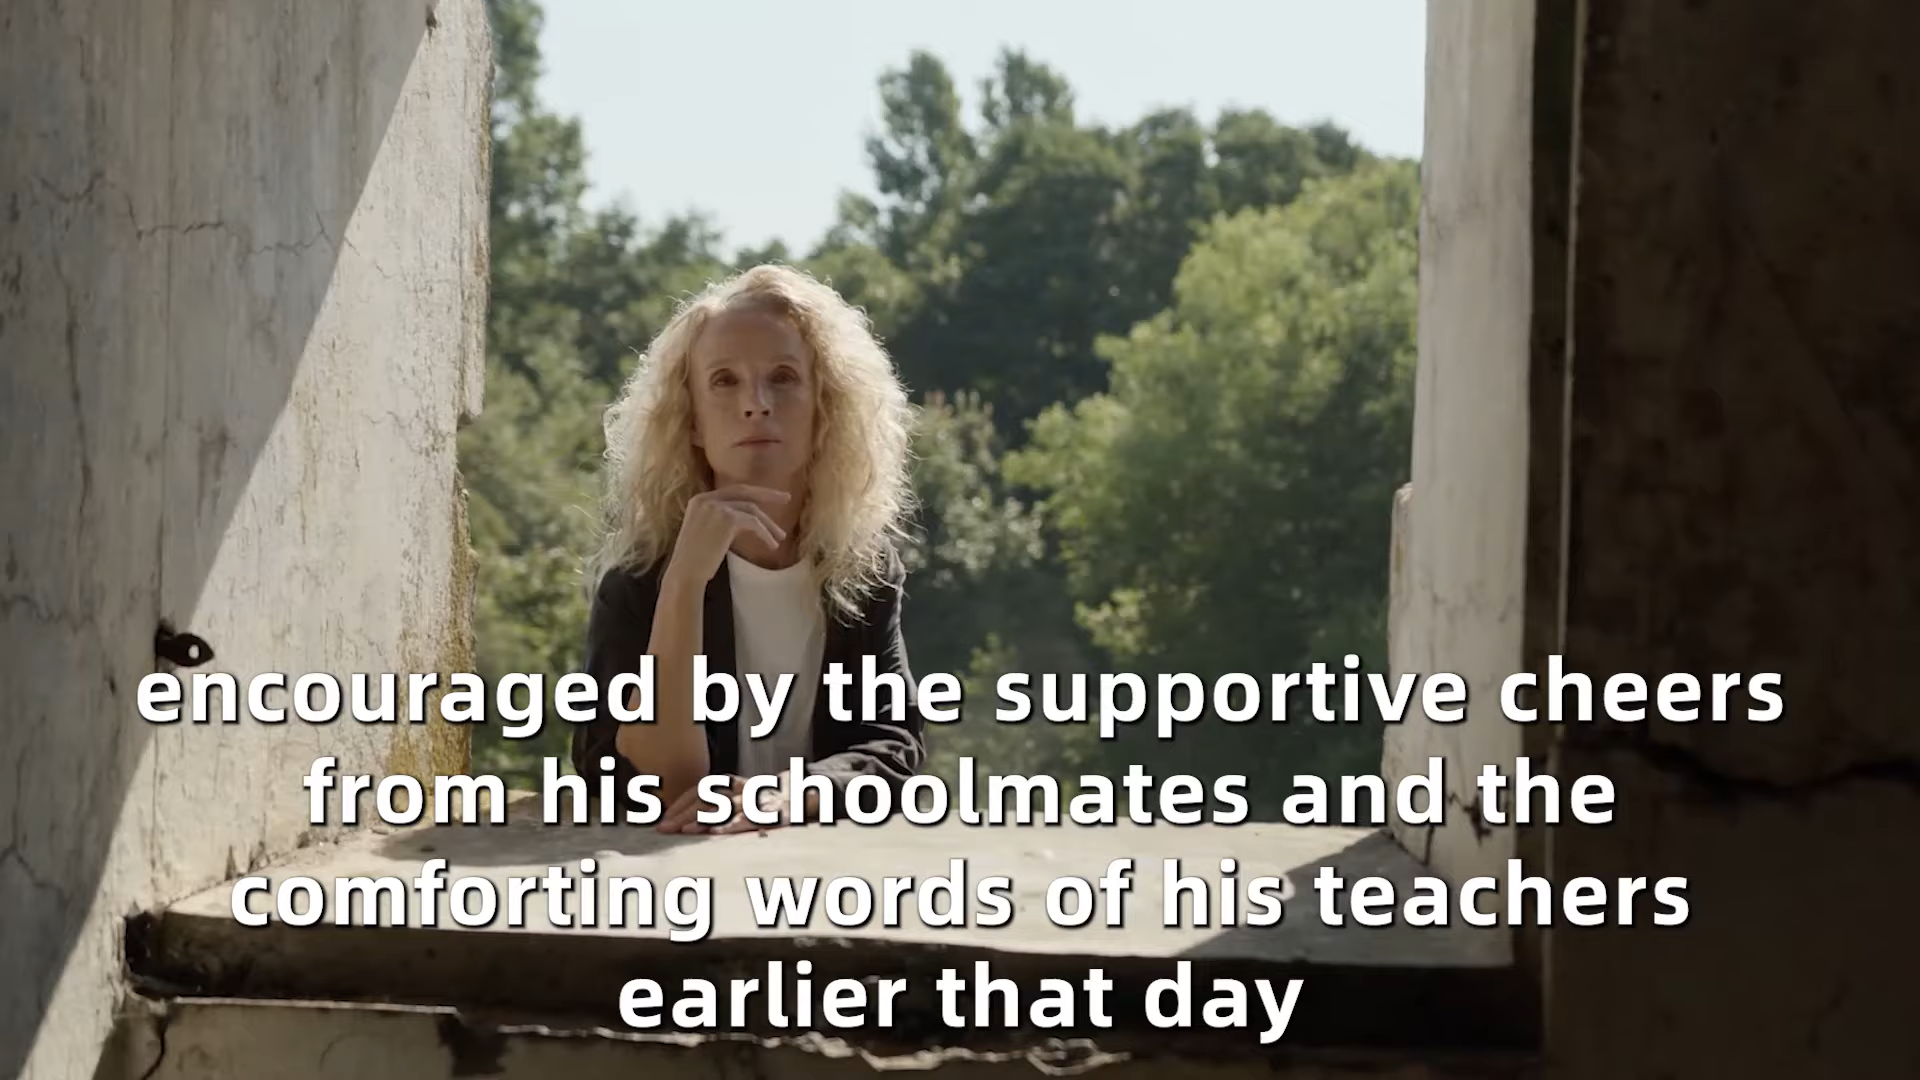 encouraged by the supportive cheers
from his schoolmates and the
comforting words of his teachers
earlier that day